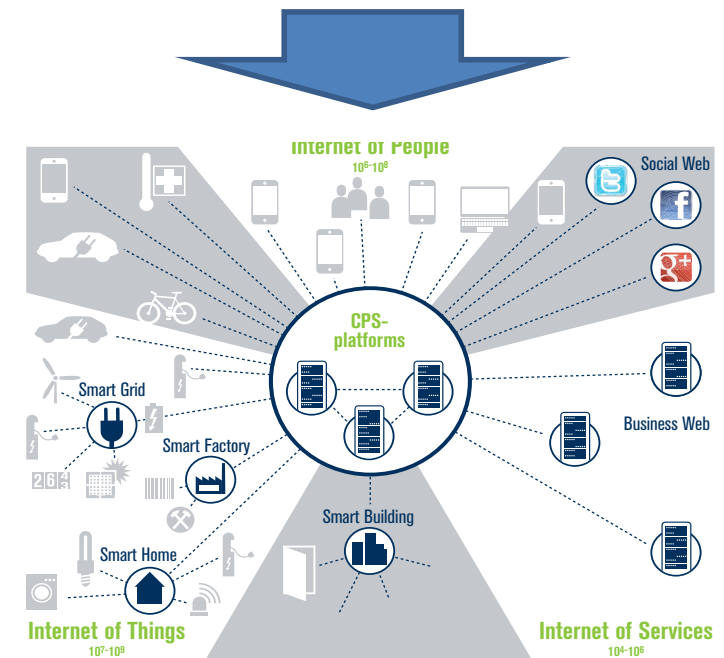 Internet of People
10⁶-10⁸
Social Web
CPS-
platforms
Smart Grid
Business Web
Smart Factory
Smart Building
Smart Home
Internet of Things
10⁷-10⁹
Internet of Services
10⁴-10⁶